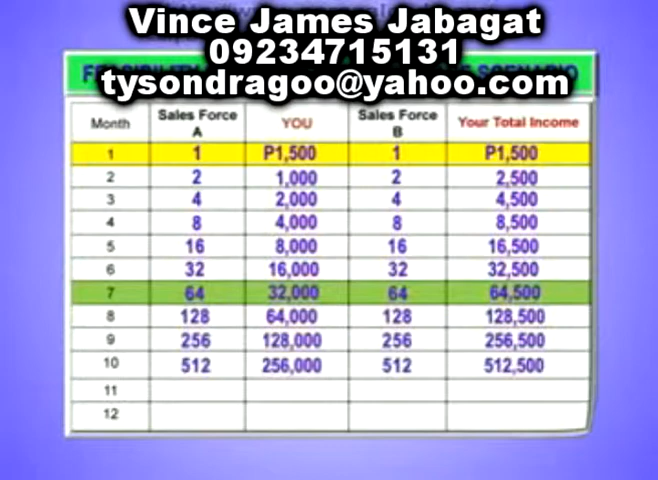 Vince James Jabagat
09234715131
tysondragoo@yahoo.com
Month Sales Force A YOU Sales Force B Your Total Income
1 1 P1,500 1 P1,500
2 2 1,000 2 2,500
3 4 2,000 4 4,500
4 8 4,000 8 8,500
5 16 8,000 16 16,500
6 32 16,000 32 32,500
7 64 32,000 64 64,500
8 128 64,000 128 128,500
9 256 128,000 256 256,500
10 512 256,000 512 512,500
11
12